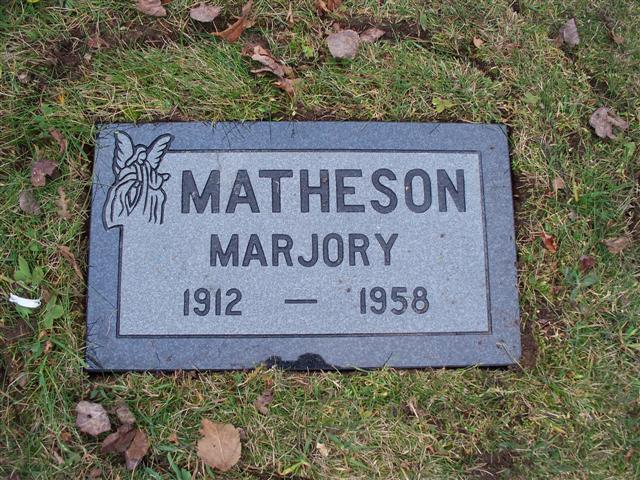 MATHESON
MARJORY
1912 — 1958